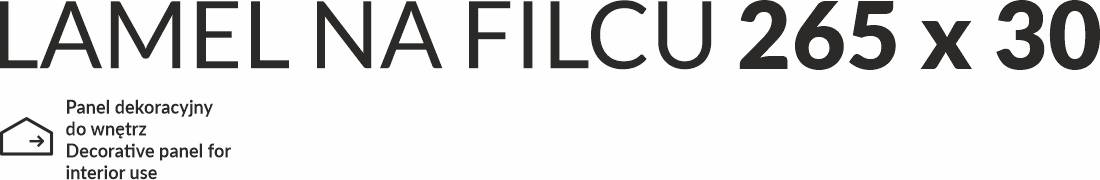 LAMEL NA FILCU 265 x 30
Panel dekoracyjny
do wnętrz
Decorative panel for
interior use